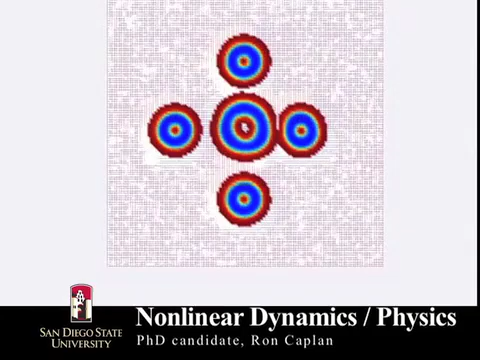 Nonlinear Dynamics / Physics
SAN DIEGO STATE
UNIVERSITY
PhD candidate, Ron Caplan